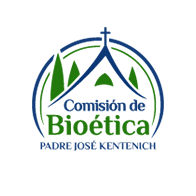 Comisión de
Bioética
PADRE JOSÉ KENTENICH